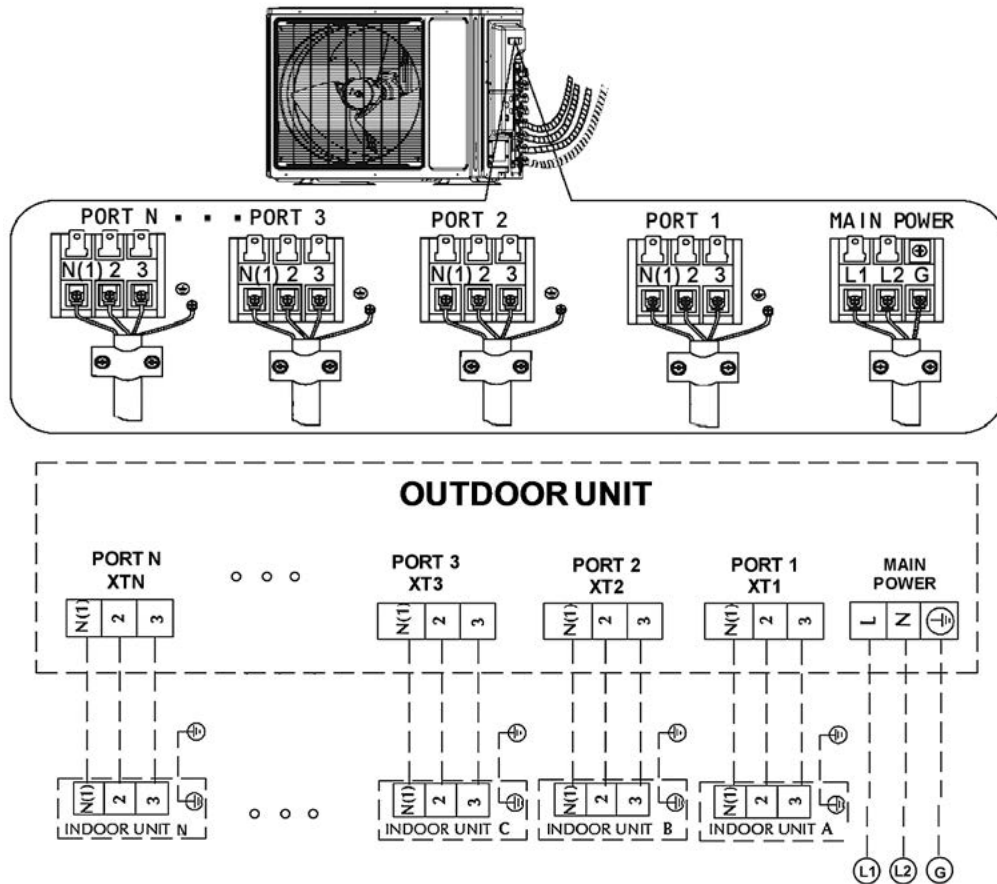 PORT N ▪ ▪ ▪ PORT 3 PORT 2 PORT 1 MAIN POWER
N(1) 2 3 N(1) 2 3 N(1) 2 3 N(1) 2 3 L1 L2 G
OUTDOOR UNIT
PORT N PORT 3 PORT 2 PORT 1 MAIN
XTN XT3 XT2 XT1 POWER
N(1) 2 3 N(1) 2 3 N(1) 2 3 N(1) 2 3 L N
N(1) 2 3 N(1) 2 3 N(1) 2 3 N(1) 2 3
INDOOR UNIT N INDOOR UNIT C INDOOR UNIT B INDOOR UNIT A
L1 L2 G